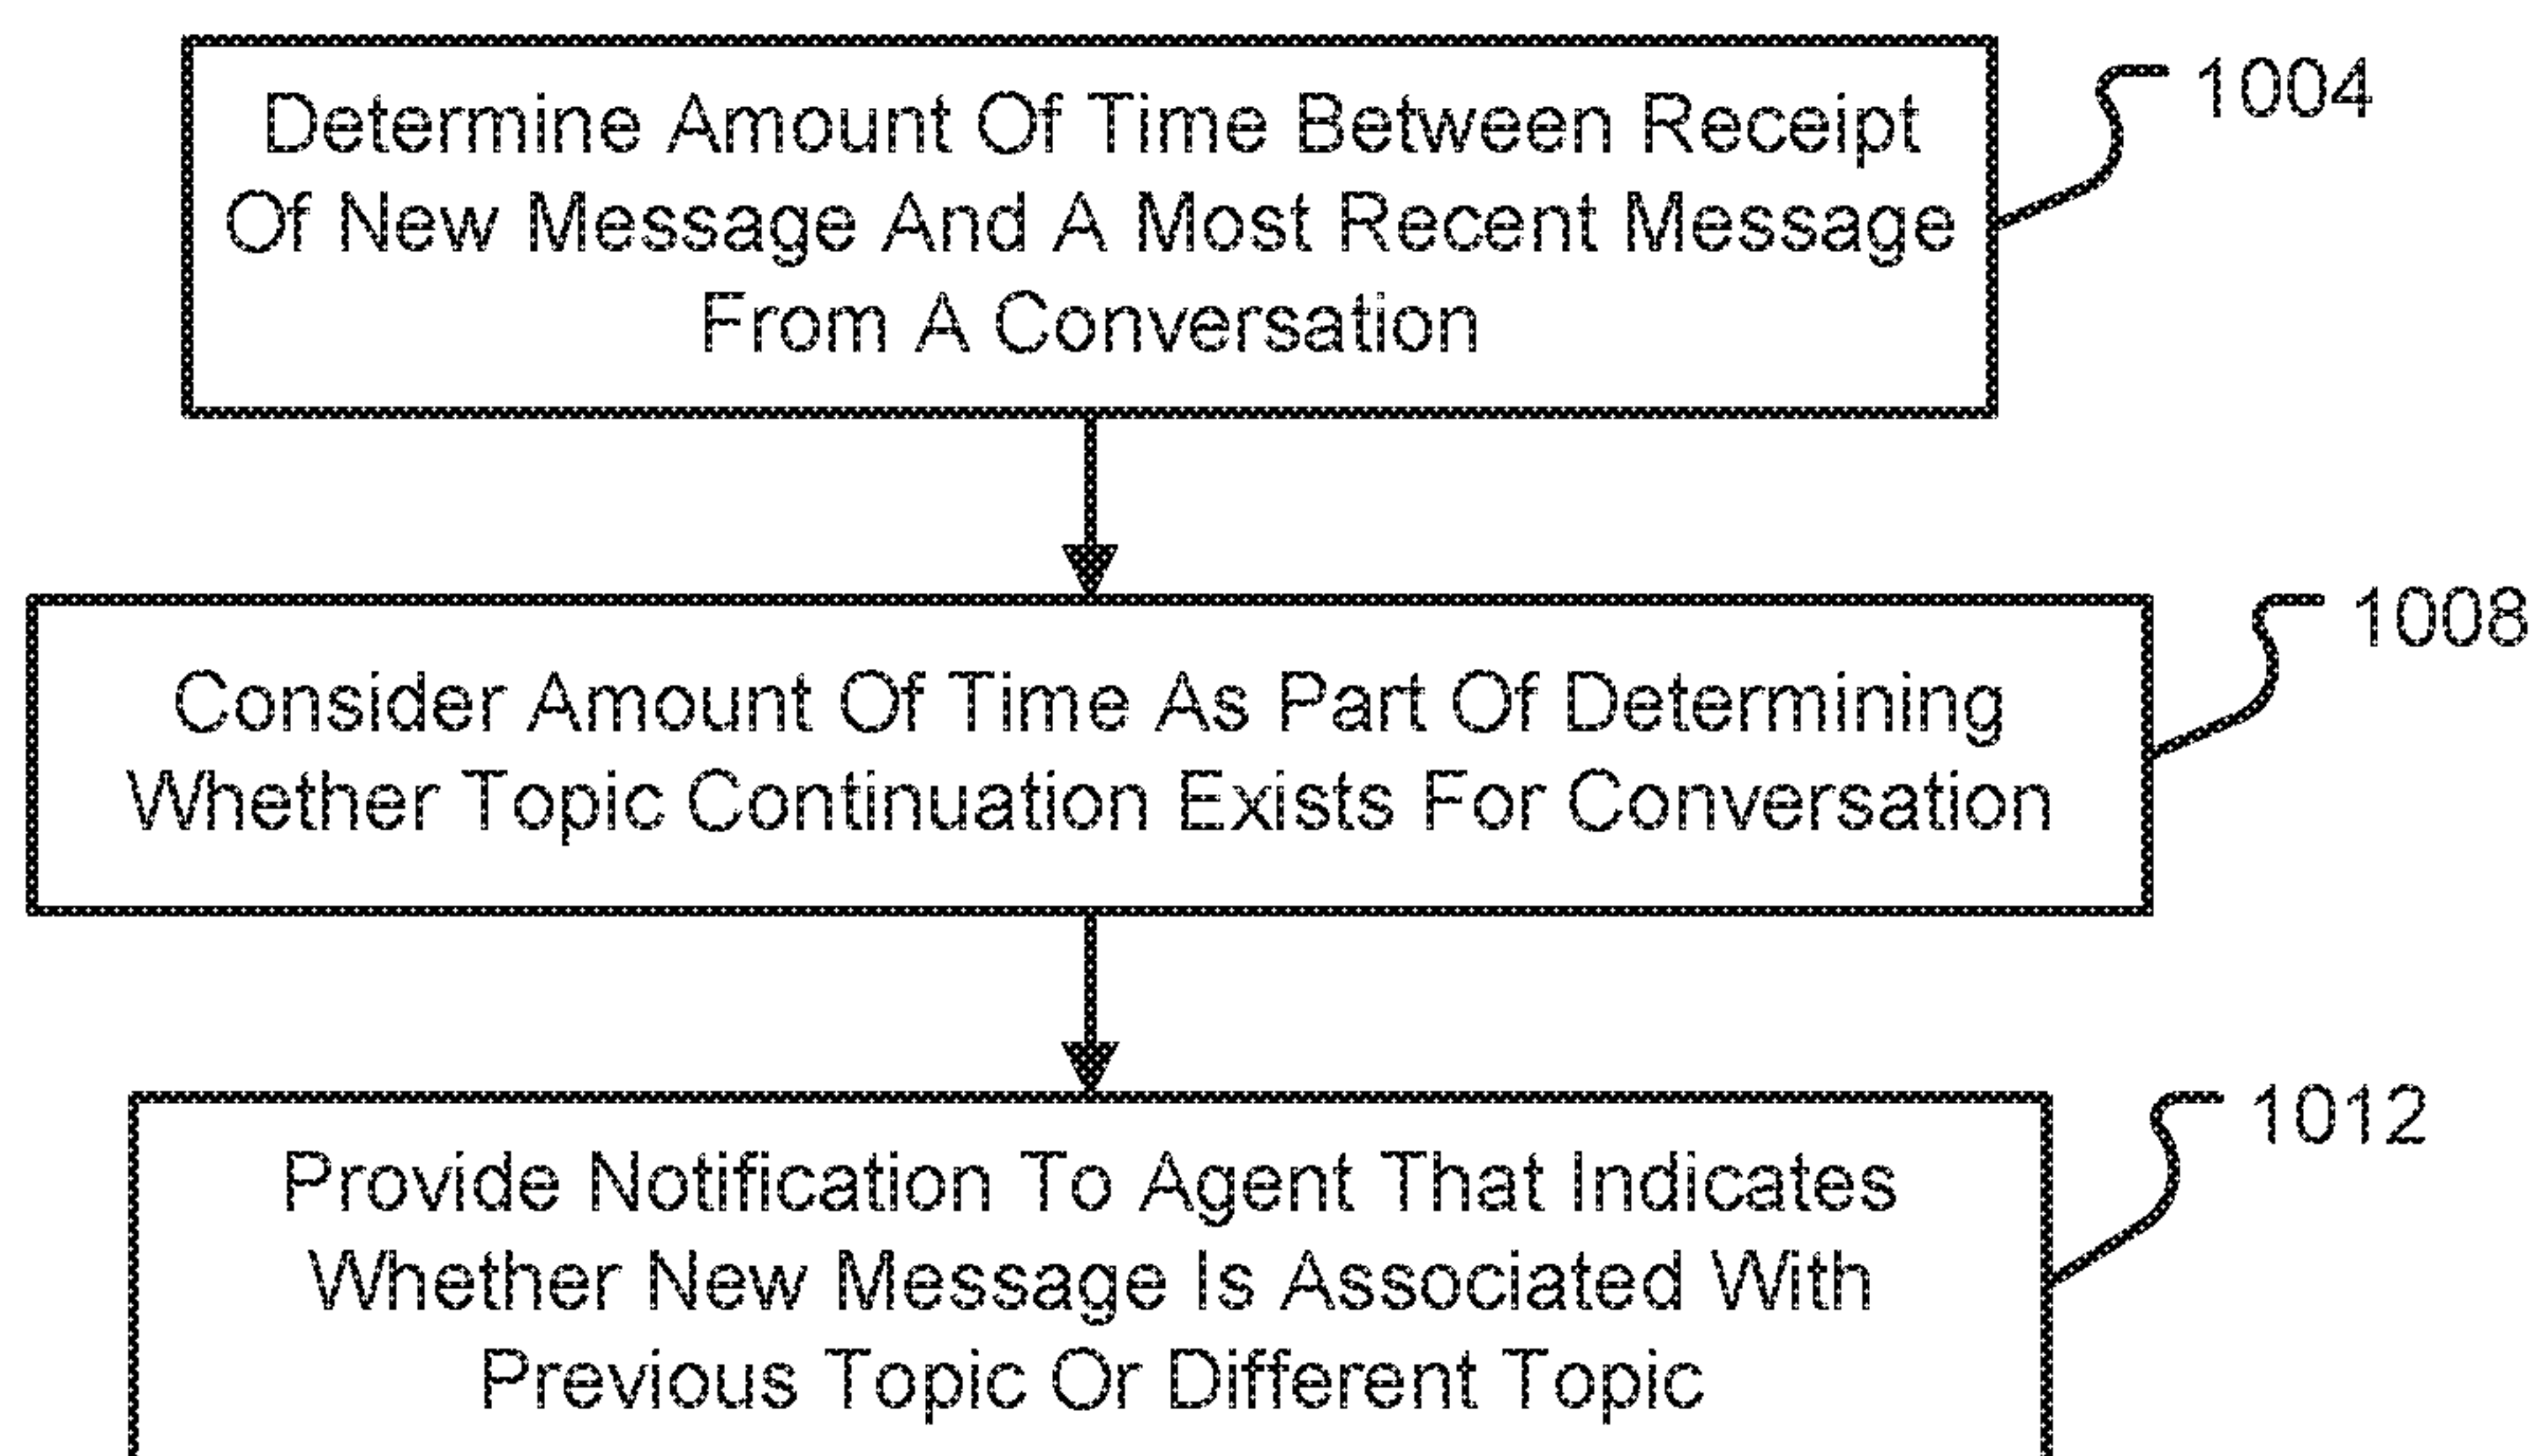 Determine Amount Of Time Between Receipt
Of New Message And A Most Recent Message
From A Conversation
1004
Consider Amount Of Time As Part Of Determining
Whether Topic Continuation Exists For Conversation
1008
Provide Notification To Agent That Indicates
Whether New Message Is Associated With
Previous Topic Or Different Topic
1012